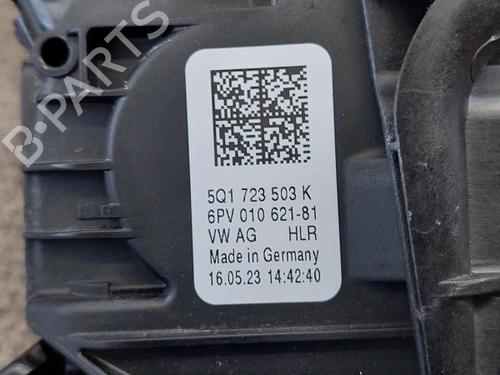 B-PARTS
5Q1 723 503 K
6PV 010 621-81
VW AG HLR
Made in Germany
16.05.23 14:42:40